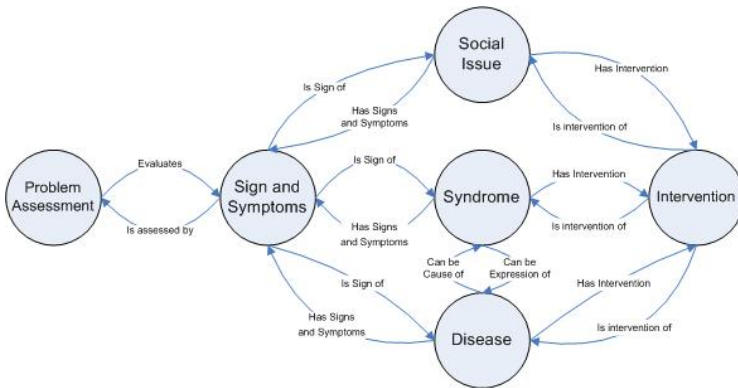 Social
Issue
Is Sign of
Has Intervention
Has Signs
and Symptoms
Is intervention of
Problem
Assessment
Evaluates
Is assessed by
Sign and
Symptoms
Is Sign of
Has Signs
and Symptoms
Syndrome
Has Intervention
Is intervention of
Intervention
Can be
Cause of
Can be
Expression of
Is Sign of
Has Signs
and Symptoms
Disease
Has Intervention
Is intervention of